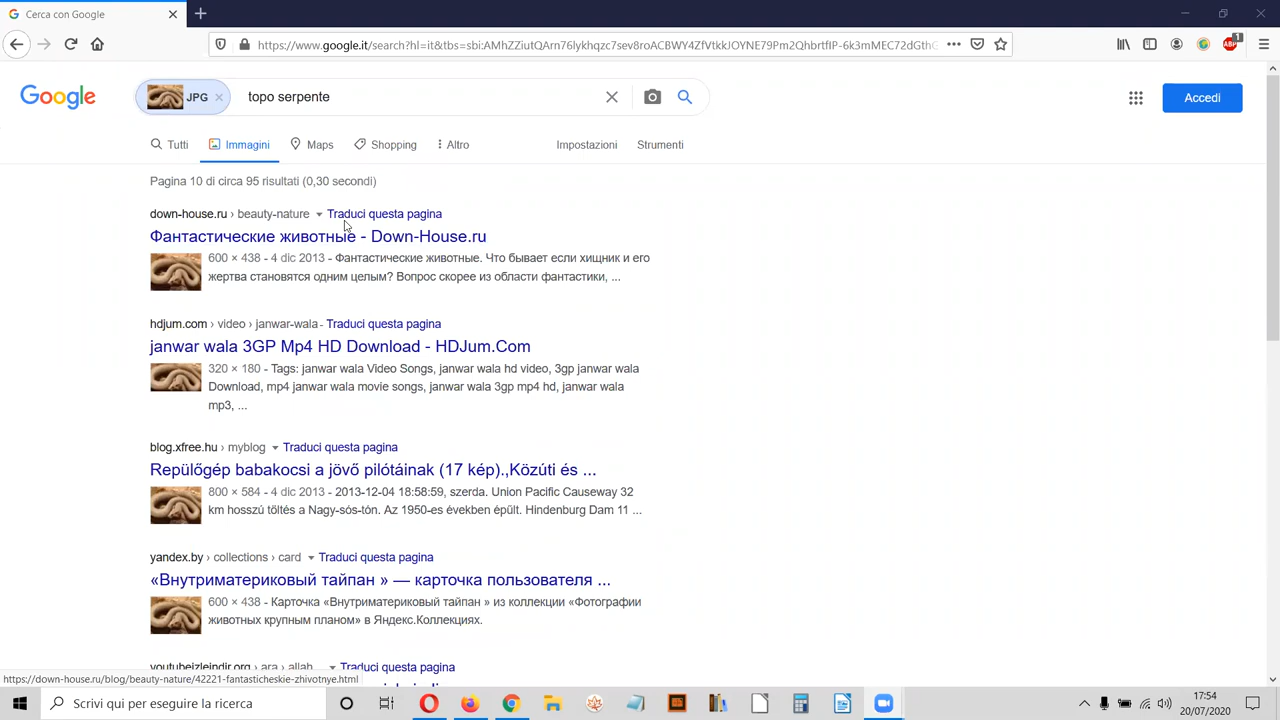 Cerca con Google
https://www.google.it/search?hl=it&tbs=sbi:AMhZZiutQArn76lykhqzc7sev8roACBWY4ZfVtkkJOYNE79Pm2QhbrtfIP-6k3mMEC72dGthG
1
Google
JPG
topo serpente
Accedi
Tutti
Immagini
Maps
Shopping
Altro
Impostazioni
Strumenti
Pagina 10 di circa 95 risultati (0,30 secondi)
down-house.ru › beauty-nature Traduci questa pagina
Фантастические животные - Down-House.ru
600 × 438 - 4 dic 2013 - Фантастические животные. Что бывает если хищник и его
жертва становятся одним целым? Вопрос скорее из области фантастики, ...
hdjum.com › video › janwar-wala - Traduci questa pagina
janwar wala 3GP Mp4 HD Download - HDJum.Com
320 × 180 - Tags: janwar wala Video Songs, janwar wala hd video, 3gp janwar wala
Download, mp4 janwar wala movie songs, janwar wala 3gp mp4 hd, janwar wala
mp3, ...
blog.xfree.hu › myblog Traduci questa pagina
Repülőgép babakocsi a jövő pilótáinak (17 kép).,Közúti és ...
800 × 584 - 4 dic 2013 - 2013-12-04 18:58:59, szerda. Union Pacific Causeway 32
km hosszú töltés a Nagy-sós-tón. Az 1950-es években épült. Hindenburg Dam 11 ...
yandex.by › collections › card Traduci questa pagina
«Внутриматериковый тайпан » — карточка пользователя ...
600 × 438 - Карточка «Внутриматериковый тайпан » из коллекции «Фотографии
животных крупным планом» в Яндекс.Коллекциях.
youtubeizleindir.org › ara › allah Traduci questa pagina
https://down-house.ru/blog/beauty-nature/42221-fantasticheskie-zhivotnye.html
Scrivi qui per eseguire la ricerca
17:54
20/07/2020